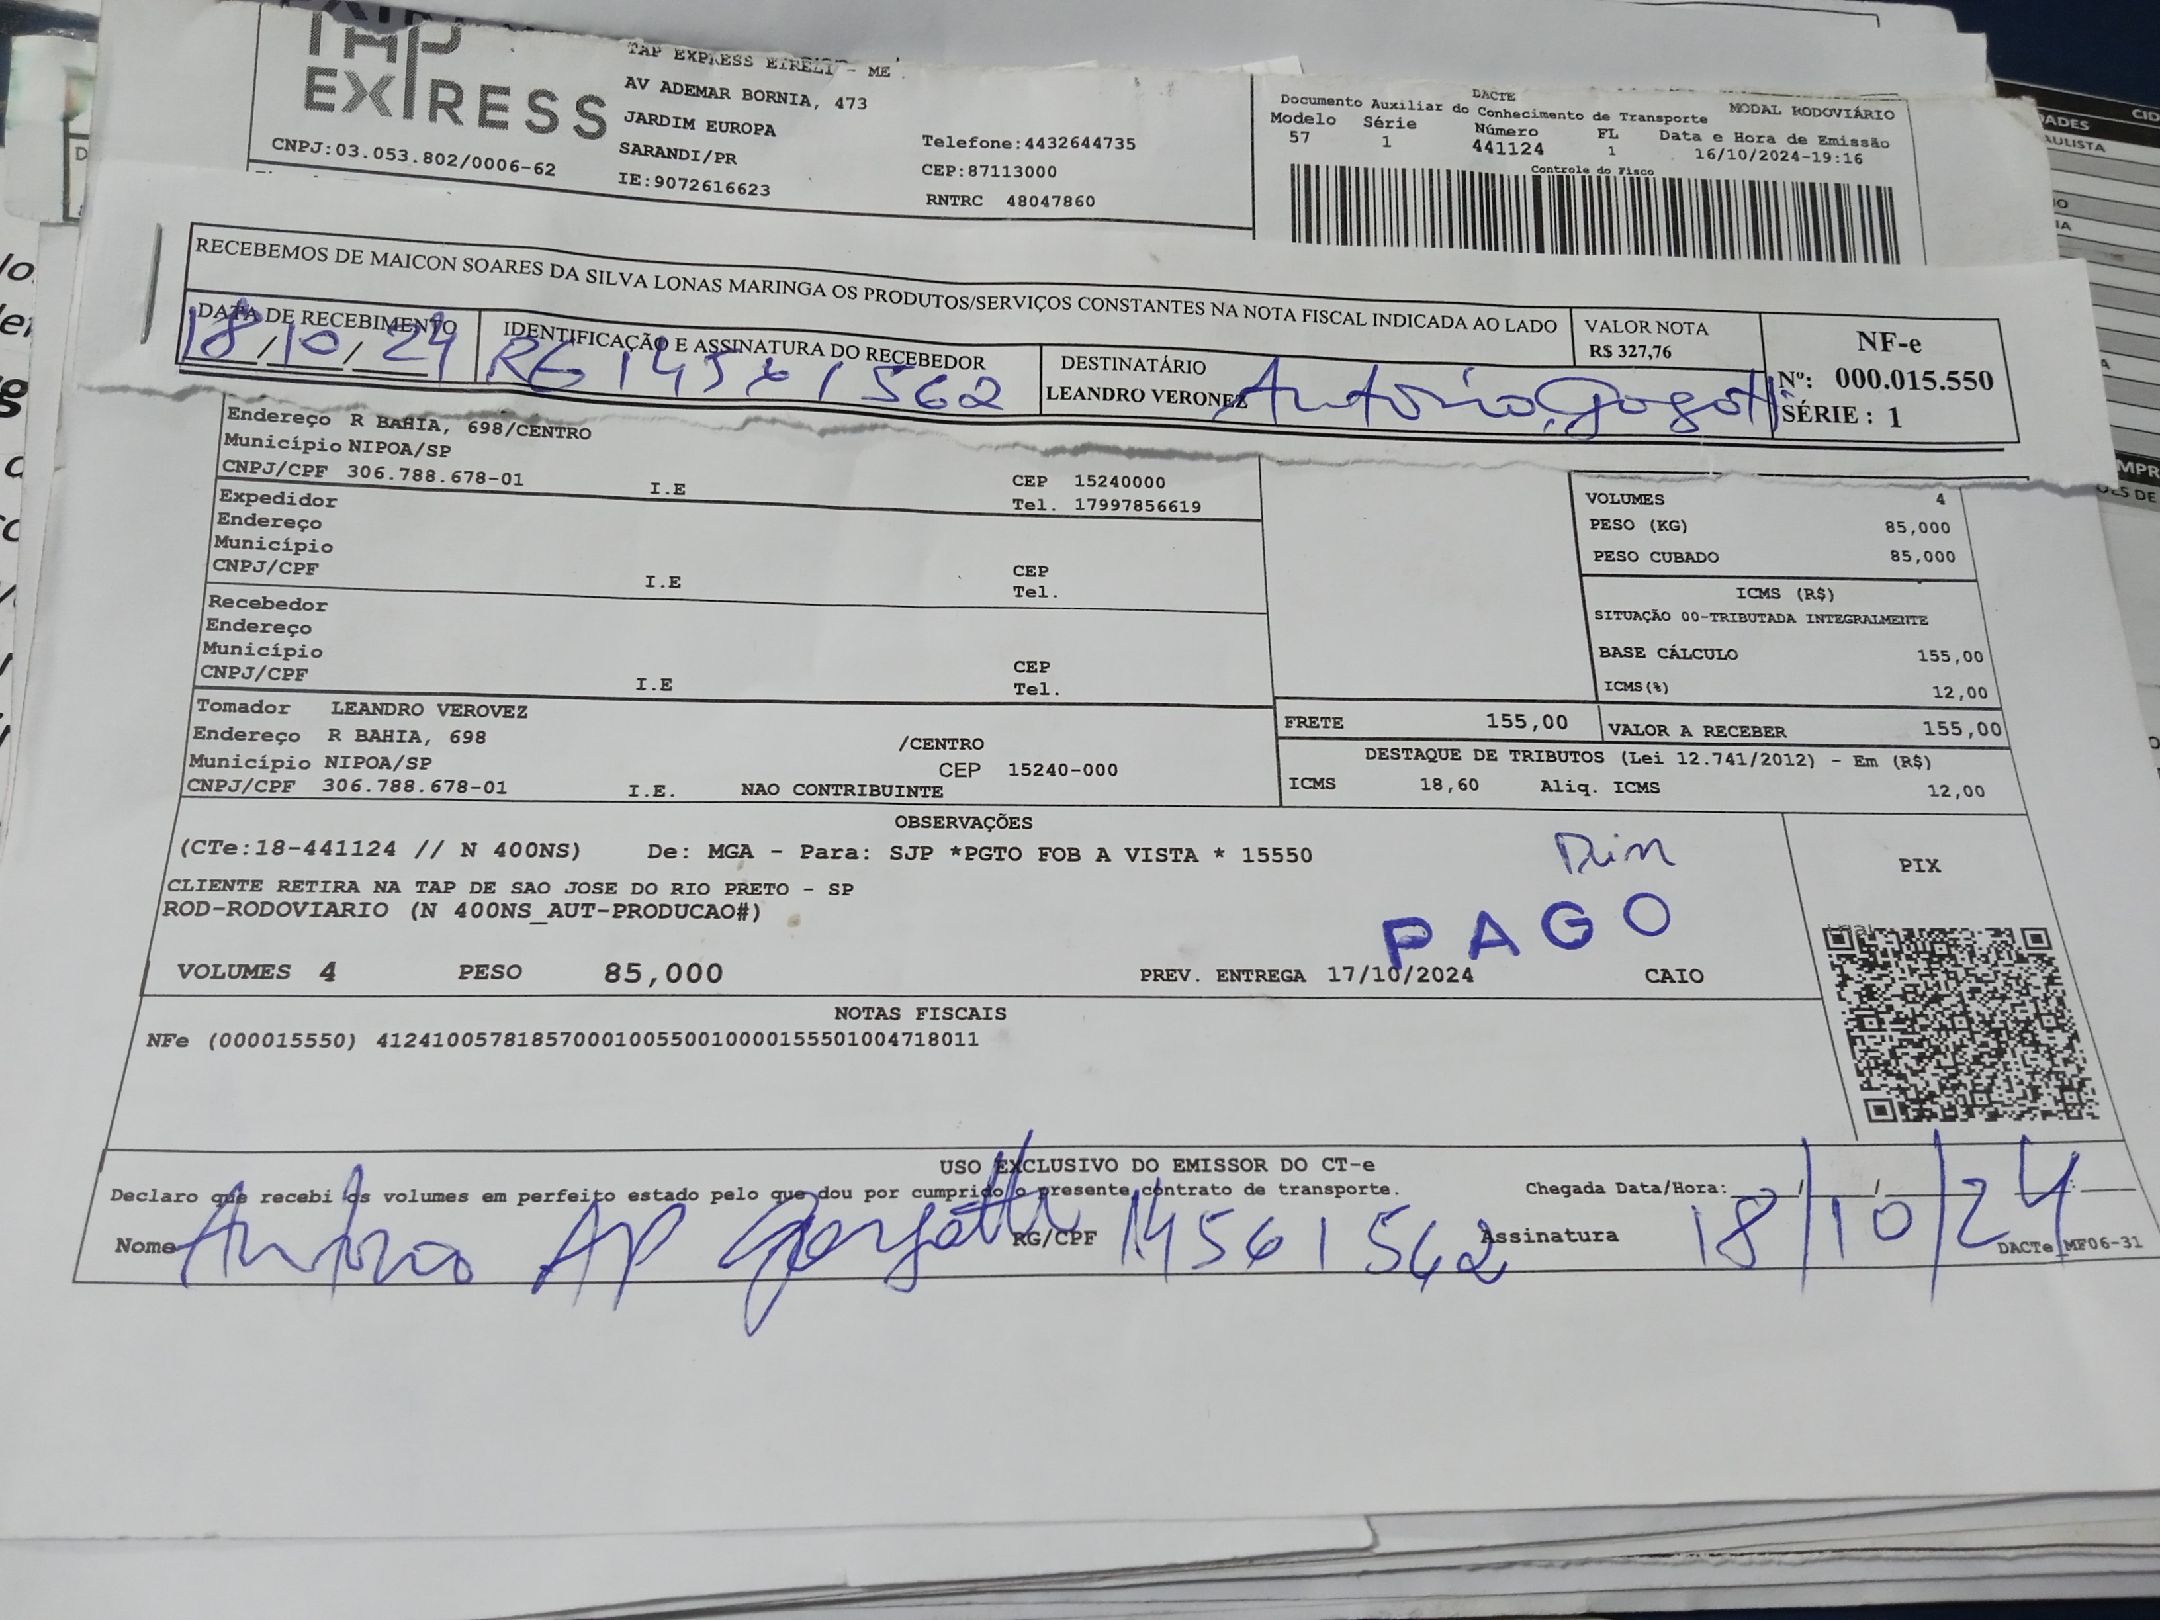 TAP
EXPRESS
TAP EXPRESS EIRELI - ME
AV ADEMAR BORNIA, 473
JARDIM EUROPA
SARANDI/PR
IE:9072616623
CNPJ:03.053.802/0006-62
Telefone:4432644735
CEP:87113000
RNTRC 48047860
DACTE
Documento Auxiliar do Conhecimento de Transporte
MODAL RODOVIÁRIO
Modelo Série Número FL Data e Hora de Emissão
57 1 441124 1 16/10/2024-19:16
Controle do Fisco
RECEBEMOS DE MAICON SOARES DA SILVA LONAS MARINGA OS PRODUTOS/SERVIÇOS CONSTANTES NA NOTA FISCAL INDICADA AO LADO
VALOR NOTA
R$ 327,76
NF-e
Nº: 000.015.550
SÉRIE : 1
DATA DE RECEBIMENTO
18/10/24
IDENTIFICAÇÃO E ASSINATURA DO RECEBEDOR
RG 14561562
DESTINATÁRIO
LEANDRO VERONEZ
Antônio
Endereço R BAHIA, 698/CENTRO
Município NIPOA/SP
CNPJ/CPF 306.788.678-01 I.E
CEP 15240000
Tel. 17997856619
Expedidor
Endereço
Município
CNPJ/CPF I.E
CEP
Tel.
Recebedor
Endereço
Município
CNPJ/CPF I.E
CEP
Tel.
VOLUMES 4
PESO (KG) 85,000
PESO CUBADO 85,000
ICMS (R$)
SITUAÇÃO 00-TRIBUTADA INTEGRALMENTE
BASE CÁLCULO 155,00
ICMS(%) 12,00
Tomador LEANDRO VEROVEZ
Endereço R BAHIA, 698 /CENTRO
Município NIPOA/SP CEP 15240-000
CNPJ/CPF 306.788.678-01 I.E. NAO CONTRIBUINTE
FRETE 155,00 VALOR A RECEBER 155,00
DESTAQUE DE TRIBUTOS (Lei 12.741/2012) - Em (R$)
ICMS 18,60 Aliq. ICMS 12,00
OBSERVAÇÕES
(CTe:18-441124 // N 400NS) De: MGA - Para: SJP *PGTO FOB A VISTA * 15550
CLIENTE RETIRA NA TAP DE SAO JOSE DO RIO PRETO - SP
ROD-RODOVIARIO (N 400NS_AUT-PRODUCAO#)
Din
PAGO
PIX
VOLUMES 4 PESO 85,000 PREV. ENTREGA 17/10/2024 CAIO
NOTAS FISCAIS
NFe (000015550) 41241005781857000100550010000155501004718011
USO EXCLUSIVO DO EMISSOR DO CT-e
Declaro que recebi os volumes em perfeito estado pelo que dou por cumprido o presente contrato de transporte.
Chegada Data/Hora:
Nome Antonio AP RG/CPF 14561562 Assinatura 18/10/24
DACTe_MF06-31